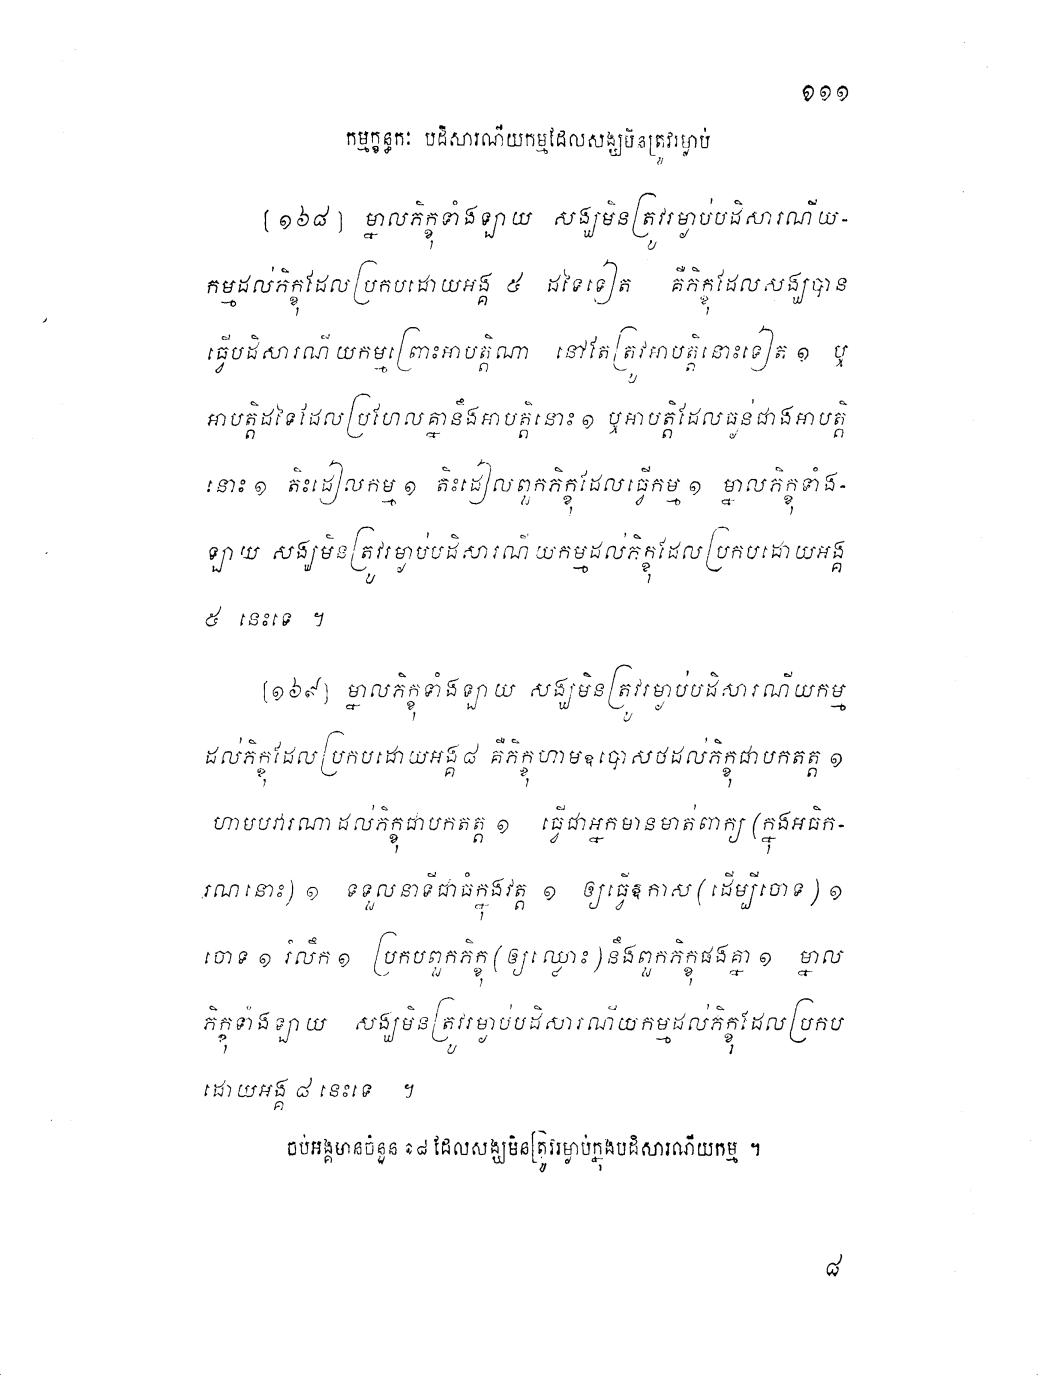 ១១១
កម្មក្ខន្ធកៈ បដិសារណីយកម្មដែលសង្ឃមិនត្រូវរម្ងាប់
[១៦៨] ម្នាលភិក្ខុទាំងឡាយ សង្ឃមិនត្រូវរម្ងាប់បដិសារណីយ-
កម្មដល់ភិក្ខុដែលប្រកបដោយអង្គ ៥ ដទៃទៀត គឺភិក្ខុដែលសង្ឃបាន
ធ្វើបដិសារណីយកម្មព្រោះអាបត្តិណា នៅតែត្រូវអាបត្តិនោះទៀត ១ ឬ
អាបត្តិដទៃដែលប្រហែលគ្នានឹងអាបត្តិនោះ ១ ឬអាបត្តិដែលធ្ងន់ជាងអាបត្តិ
នោះ ១ តិះដៀលកម្ម ១ តិះដៀលពួកភិក្ខុដែលធ្វើកម្ម ១ ម្នាលភិក្ខុទាំង-
ឡាយ សង្ឃមិនត្រូវរម្ងាប់បដិសារណីយកម្មដល់ភិក្ខុដែលប្រកបដោយអង្គ
៥ នេះទេ ។
[១៦៩] ម្នាលភិក្ខុទាំងឡាយ សង្ឃមិនត្រូវរម្ងាប់បដិសារណីយកម្ម
ដល់ភិក្ខុដែលប្រកបដោយអង្គ ៨ គឺភិក្ខុហាមឧបោសថដល់ភិក្ខុជាបកតត្ត ១
ហាមបវារណាដល់ភិក្ខុជាបកតត្ត ១ ធ្វើជាអ្នកមានមាត់ពាក្យ (ក្នុងអធិក-
រណនោះ) ១ ទទួលនាទីជាធំក្នុងវត្ត ១ ឲ្យធ្វើឱកាស (ដើម្បីចោទ) ១
ចោទ ១ រំលឹក ១ ប្រកបពួកភិក្ខុ (ឲ្យឈ្លោះ) នឹងពួកភិក្ខុផងគ្នា ១ ម្នាល
ភិក្ខុទាំងឡាយ សង្ឃមិនត្រូវរម្ងាប់បដិសារណីយកម្មដល់ភិក្ខុដែលប្រកប
ដោយអង្គ ៨ នេះទេ ។
ចប់អង្គមានចំនួន ១៨ ដែលសង្ឃមិនត្រូវរម្ងាប់ក្នុងបដិសារណីយកម្ម ។
៨